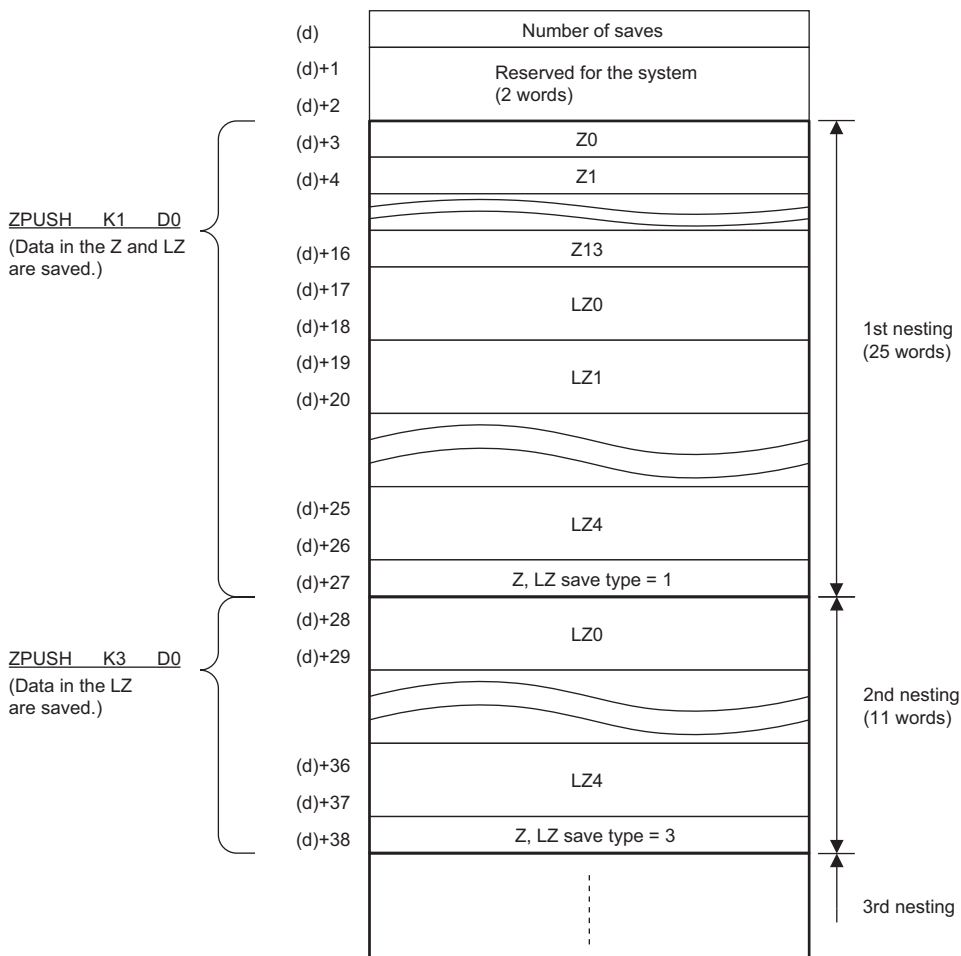 (d)
Number of saves
(d)+1
Reserved for the system
(2 words)
(d)+2
(d)+3
Z0
(d)+4
Z1
ZPUSH K1 D0
(Data in the Z and LZ
are saved.)
(d)+16
Z13
(d)+17
LZ0
(d)+18
1st nesting
(25 words)
(d)+19
LZ1
(d)+20
(d)+25
LZ4
(d)+26
(d)+27
Z, LZ save type = 1
(d)+28
LZ0
(d)+29
ZPUSH K3 D0
(Data in the LZ
are saved.)
2nd nesting
(11 words)
(d)+36
LZ4
(d)+37
(d)+38
Z, LZ save type = 3
3rd nesting